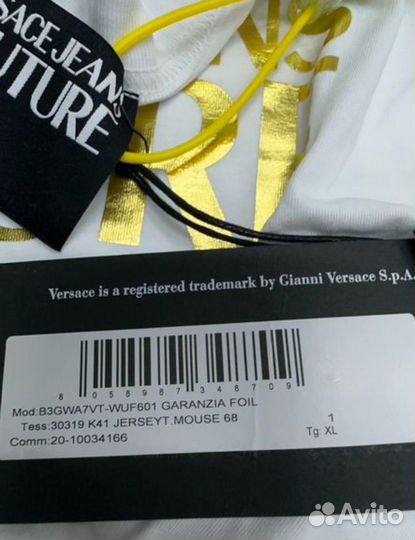 SACE JEANS
UTURE
Versace is a registered trademark by Gianni Versace S.p.A.
8 058987 348709
Mod:B3GWA7VT-WUF601 GARANZIA FOIL
Tess:30319 K41 JERSEYT.MOUSE 68
Comm:20-10034166
1
Tg: XL
Avito